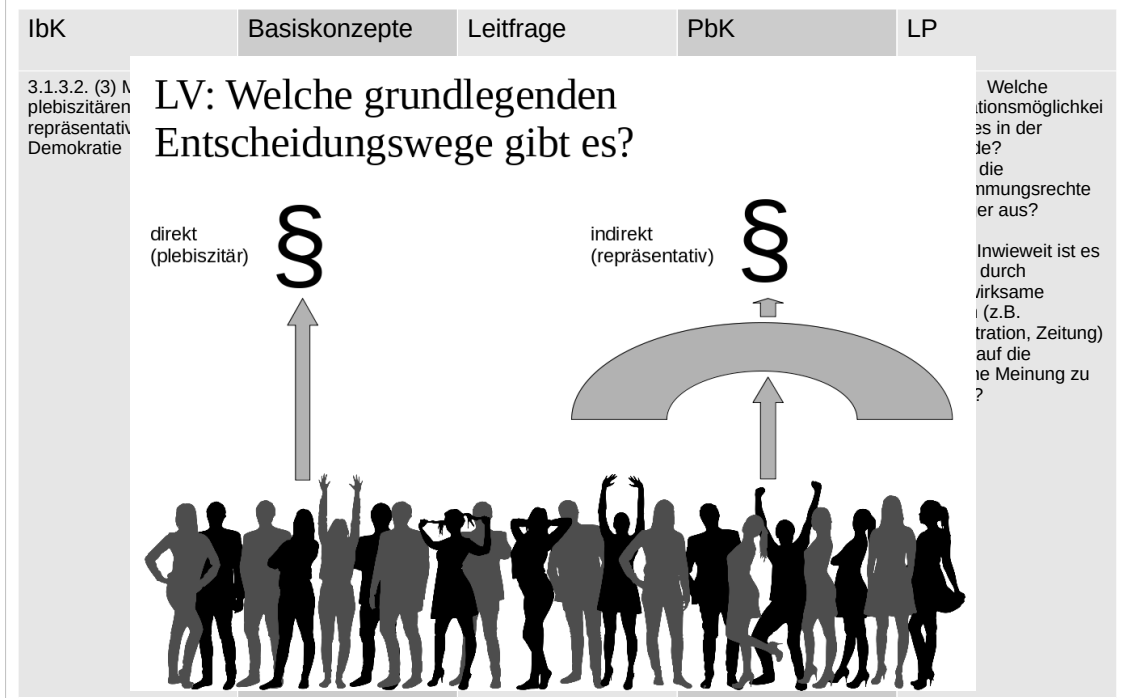 IbK
Basiskonzepte
Leitfrage
PbK
LP
3.1.3.2. (3)
plebiszitären
Demokratie
LV: Welche grundlegenden
Entscheidungswege gibt es?
direkt
(plebiszitär)
§
indirekt
(repräsentativ)
§
Welche
es in der
die
er aus?
Inwieweit ist es
durch
(z.B.
Zeitung)
auf die
Meinung zu
?